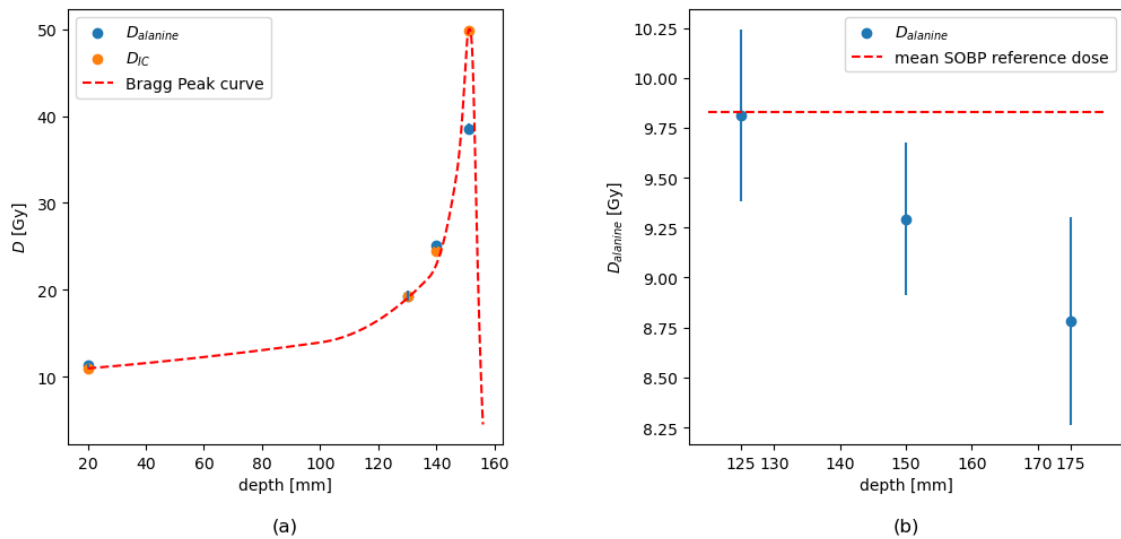 50
40
30
20
10
D [Gy]
D_alanine
D_IC
Bragg Peak curve
20 40 60 80 100 120 140 160
depth [mm]
(a)
10.25
10.00
9.75
9.50
9.25
9.00
8.75
8.50
8.25
D_alanine [Gy]
D_alanine
mean SOBP reference dose
125 130 140 150 160 170 175
depth [mm]
(b)